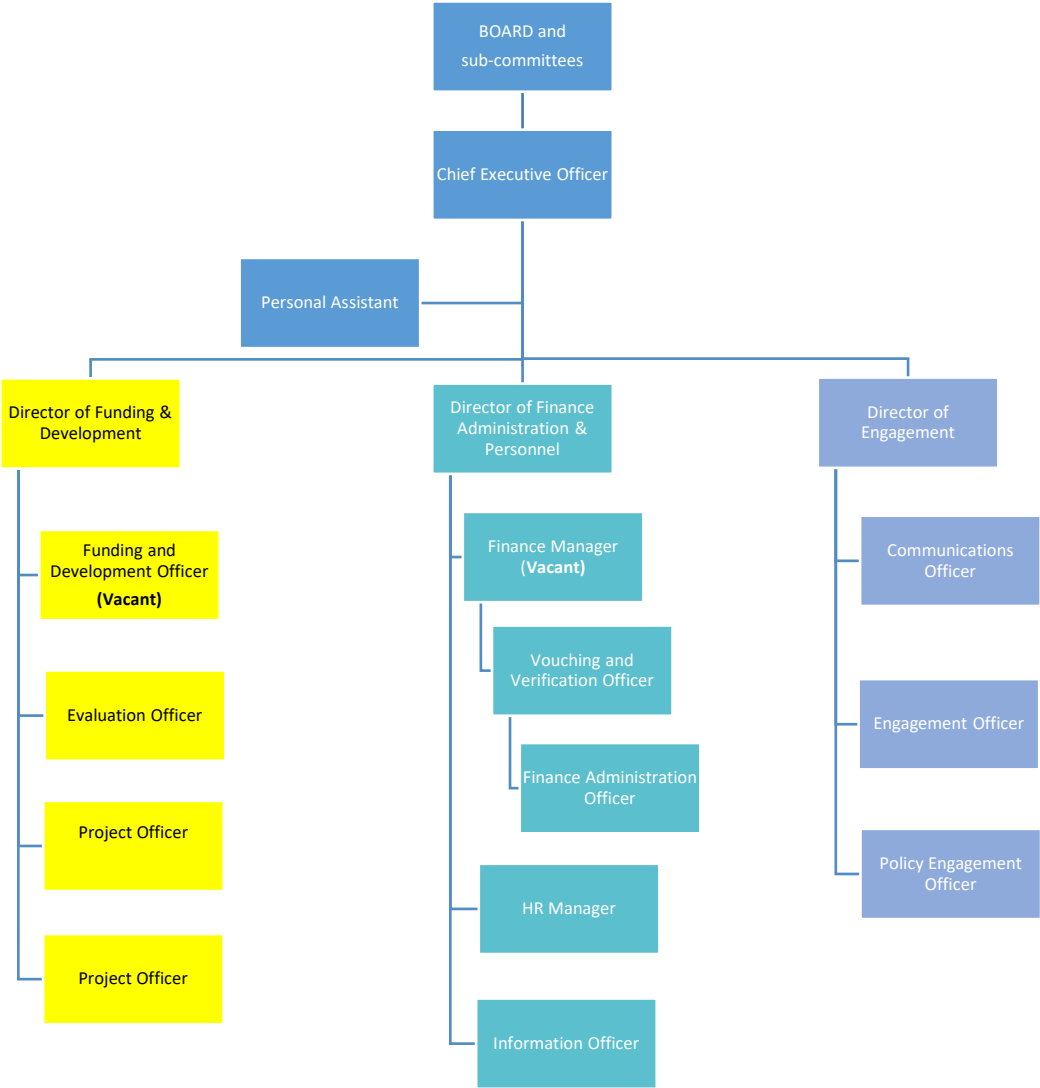 BOARD and
sub-committees
Chief Executive Officer
Personal Assistant
Director of Funding &
Development
Director of Finance
Administration &
Personnel
Director of
Engagement
Funding and
Development Officer
(Vacant)
Finance Manager
(Vacant)
Communications
Officer
Vouching and
Verification Officer
Evaluation Officer
Engagement Officer
Finance Administration
Officer
Project Officer
Policy Engagement
Officer
HR Manager
Project Officer
Information Officer